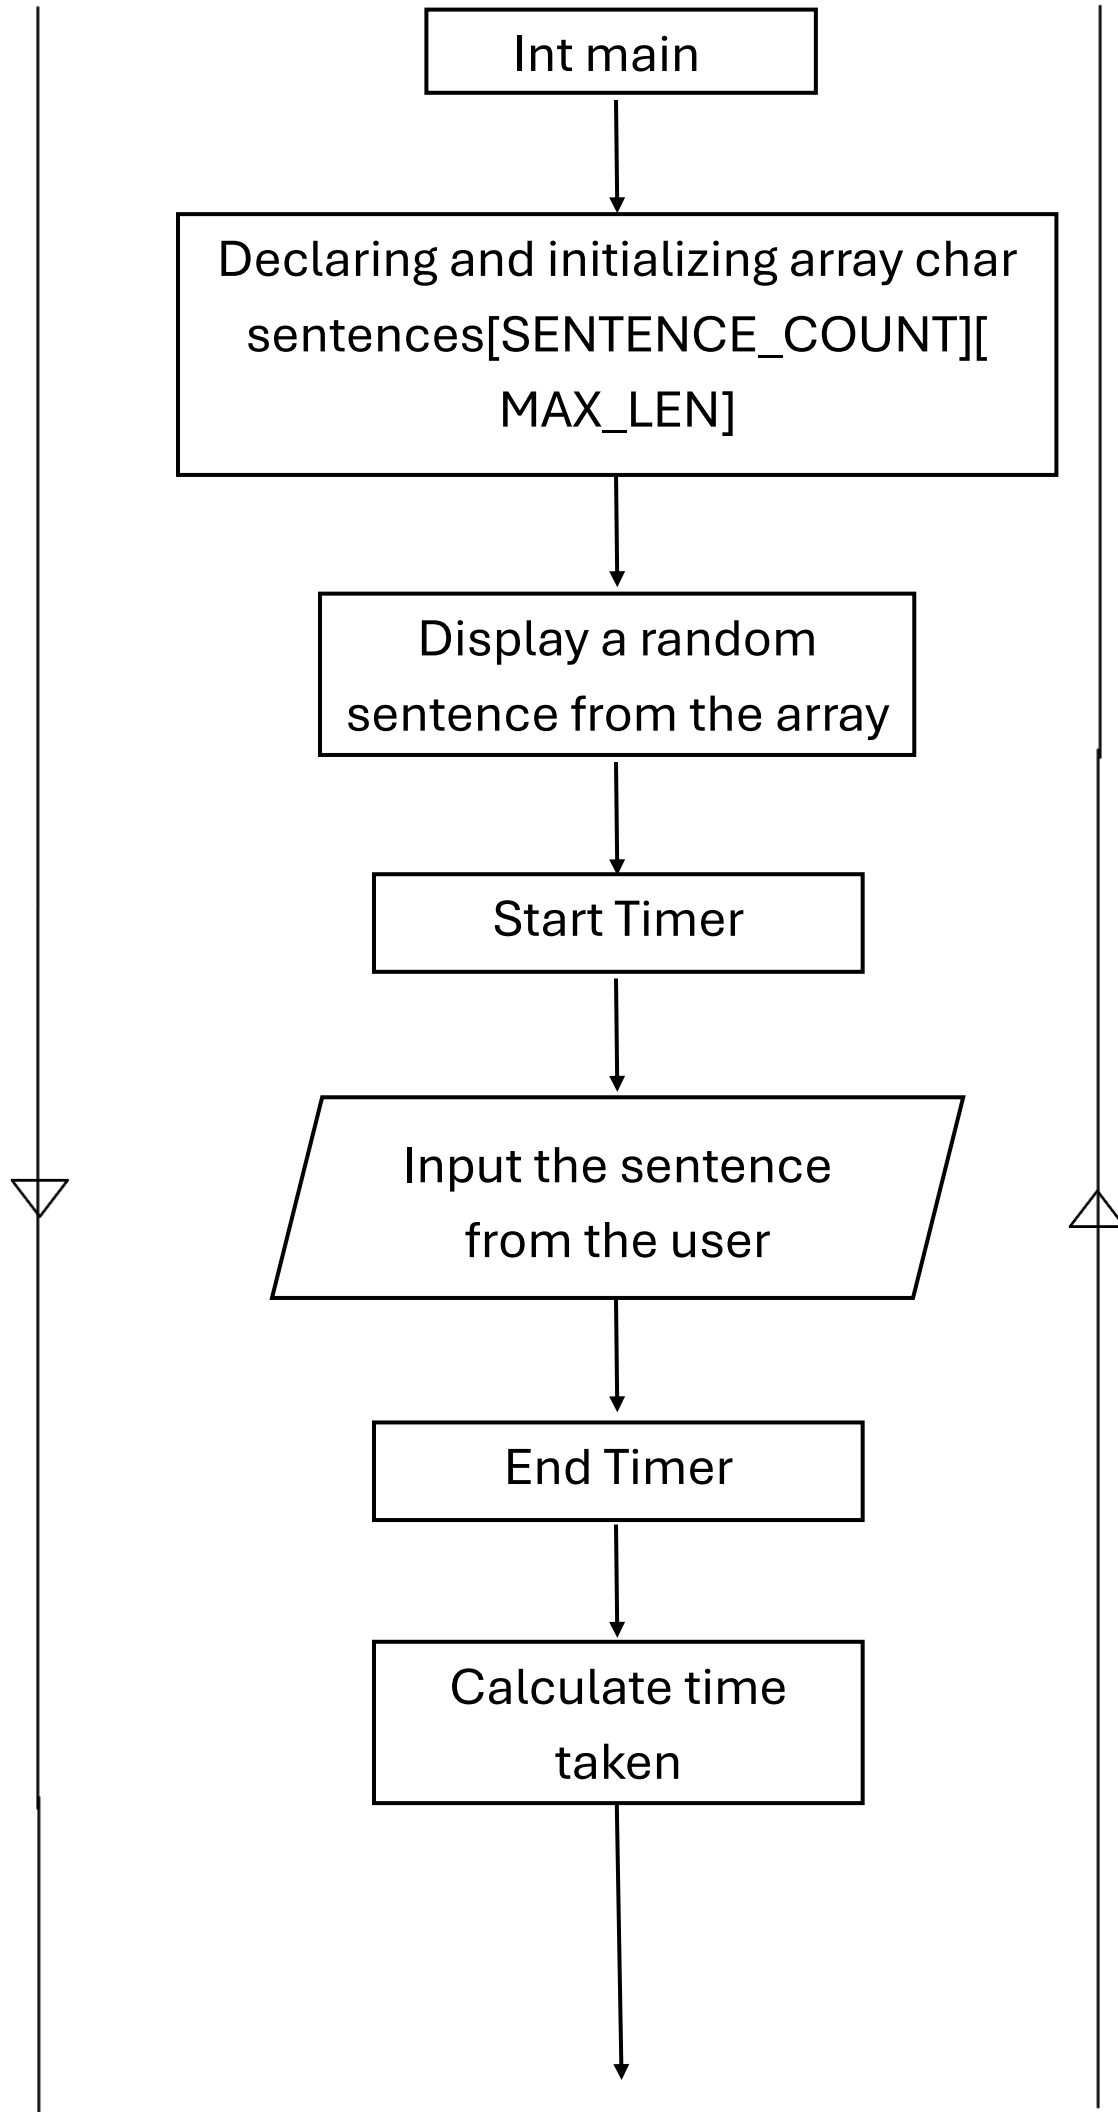 Int main
Declaring and initializing array char
sentences[SENTENCE_COUNT][
MAX_LEN]
Display a random
sentence from the array
Start Timer
Input the sentence
from the user
End Timer
Calculate time
taken